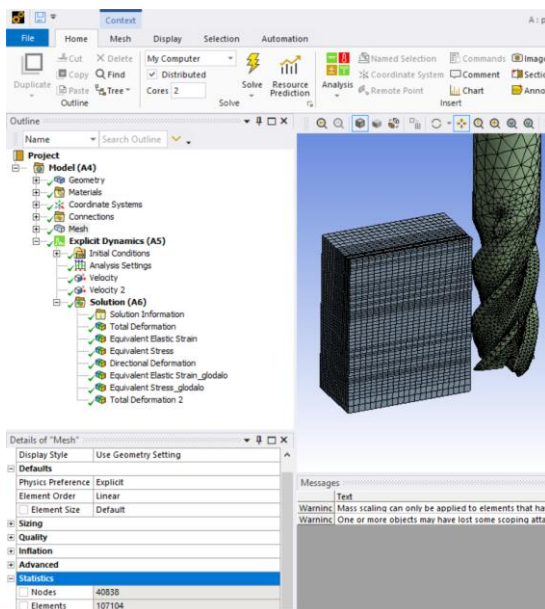 Context
A : p
File Home Mesh Display Selection Automation
Duplicate
Cut
Copy
Paste
Delete
Find
Tree
Outline
My Computer
Distributed
Cores 2
Solve
Resource Prediction
Solve
Analysis
Named Selection
Coordinate System
Remote Point
Commands
Comment
Chart
Image
Section
Anno
Insert
Outline
Name Search Outline
Project
Model (A4)
Geometry
Materials
Coordinate Systems
Connections
Mesh
Explicit Dynamics (A5)
Initial Conditions
Analysis Settings
Velocity
Velocity 2
Solution (A6)
Solution Information
Total Deformation
Equivalent Elastic Strain
Equivalent Stress
Directional Deformation
Equivalent Elastic Strain_glodalo
Equivalent Stress_glodalo
Total Deformation 2
Details of "Mesh"
Display Style Use Geometry Setting
Defaults
Physics Preference Explicit
Element Order Linear
Element Size Default
Sizing
Quality
Inflation
Advanced
Statistics
Nodes 40838
Elements 107104
Messages
Text
Warninc Mass scaling can only be applied to elements that ha
Warninc One or more objects may have lost some scoping atta